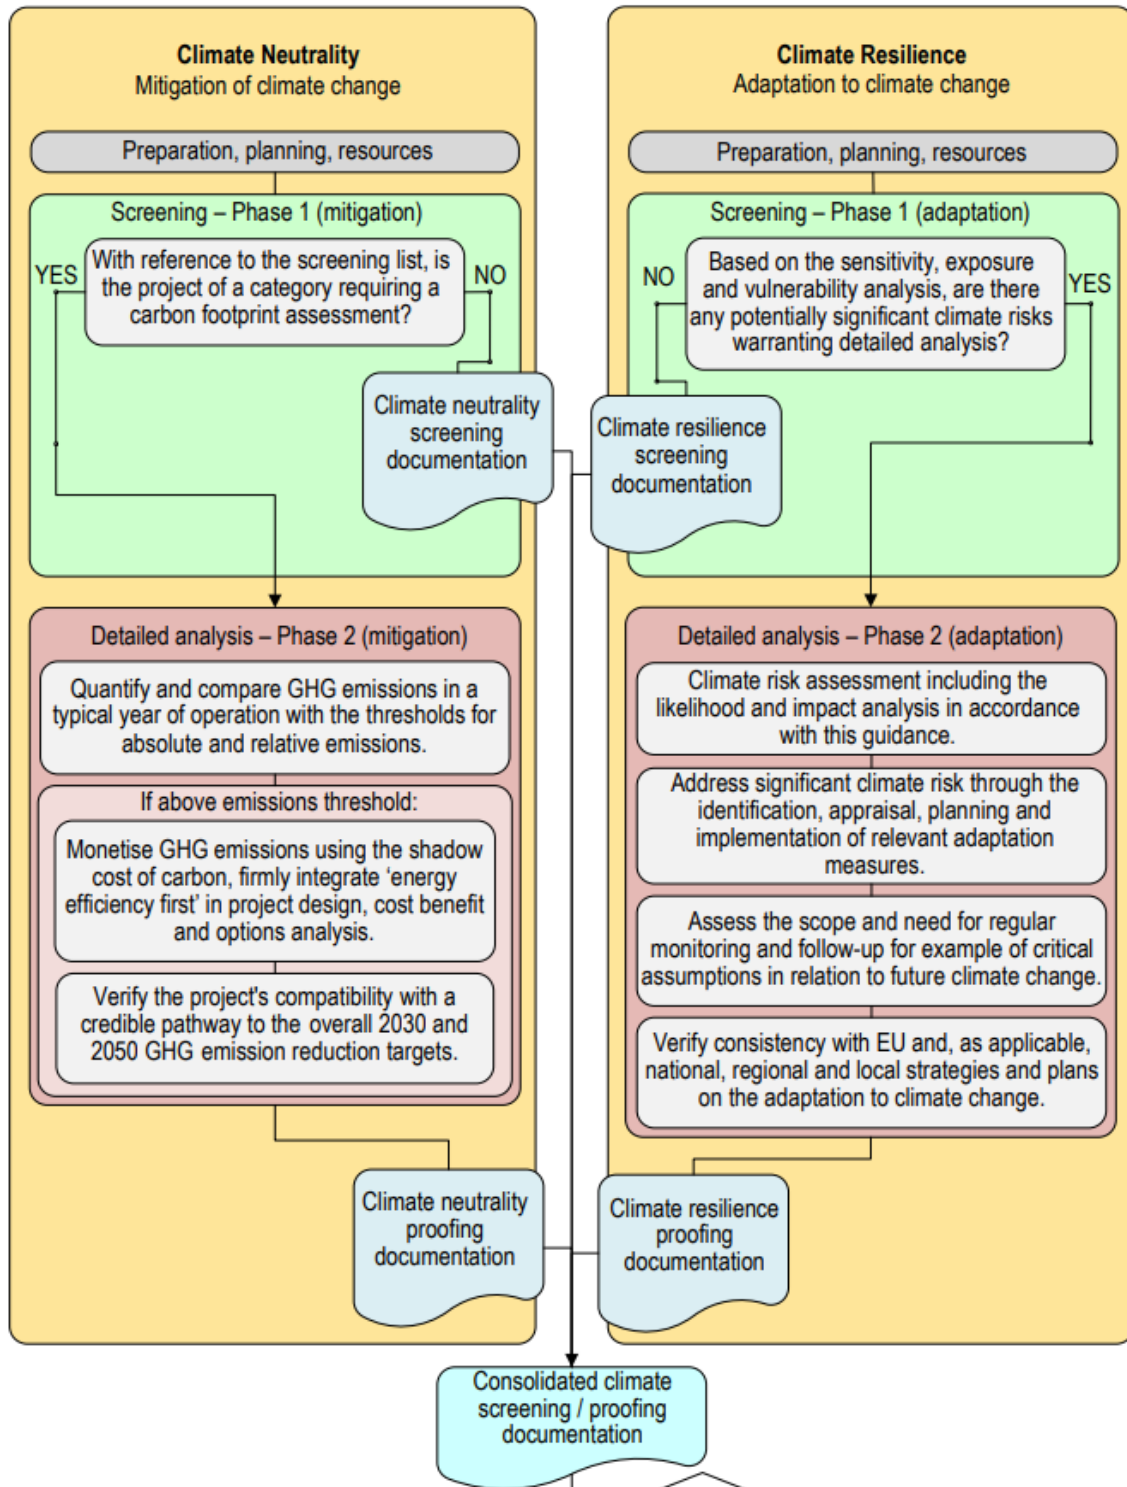 Climate Neutrality
Mitigation of climate change
Preparation, planning, resources
Screening – Phase 1 (mitigation)
YES
With reference to the screening list, is
the project of a category requiring a
carbon footprint assessment?
NO
Climate neutrality
screening
documentation
Detailed analysis – Phase 2 (mitigation)
Quantify and compare GHG emissions in a
typical year of operation with the thresholds for
absolute and relative emissions.
If above emissions threshold:
Monetise GHG emissions using the shadow
cost of carbon, firmly integrate ‘energy
efficiency first’ in project design, cost benefit
and options analysis.
Verify the project's compatibility with a
credible pathway to the overall 2030 and
2050 GHG emission reduction targets.
Climate neutrality
proofing
documentation
Climate Resilience
Adaptation to climate change
Preparation, planning, resources
Screening – Phase 1 (adaptation)
NO
Based on the sensitivity, exposure
and vulnerability analysis, are there
any potentially significant climate risks
warranting detailed analysis?
YES
Climate resilience
screening
documentation
Detailed analysis – Phase 2 (adaptation)
Climate risk assessment including the
likelihood and impact analysis in accordance
with this guidance.
Address significant climate risk through the
identification, appraisal, planning and
implementation of relevant adaptation
measures.
Assess the scope and need for regular
monitoring and follow-up for example of critical
assumptions in relation to future climate change.
Verify consistency with EU and, as applicable,
national, regional and local strategies and plans
on the adaptation to climate change.
Climate resilience
proofing
documentation
Consolidated climate
screening / proofing
documentation